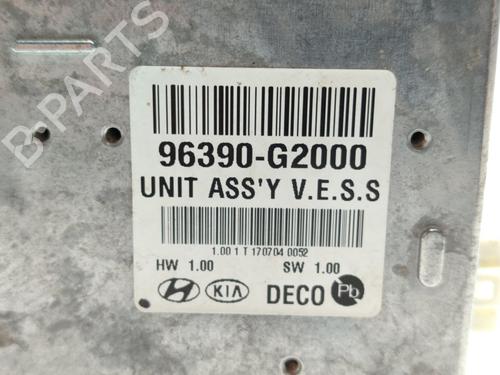 96390-G2000
UNIT ASS'Y V.E.S.S
1.00 1 T 170704 0052
HW 1.00 SW 1.00
KIA DECO Pb
B-PARTS